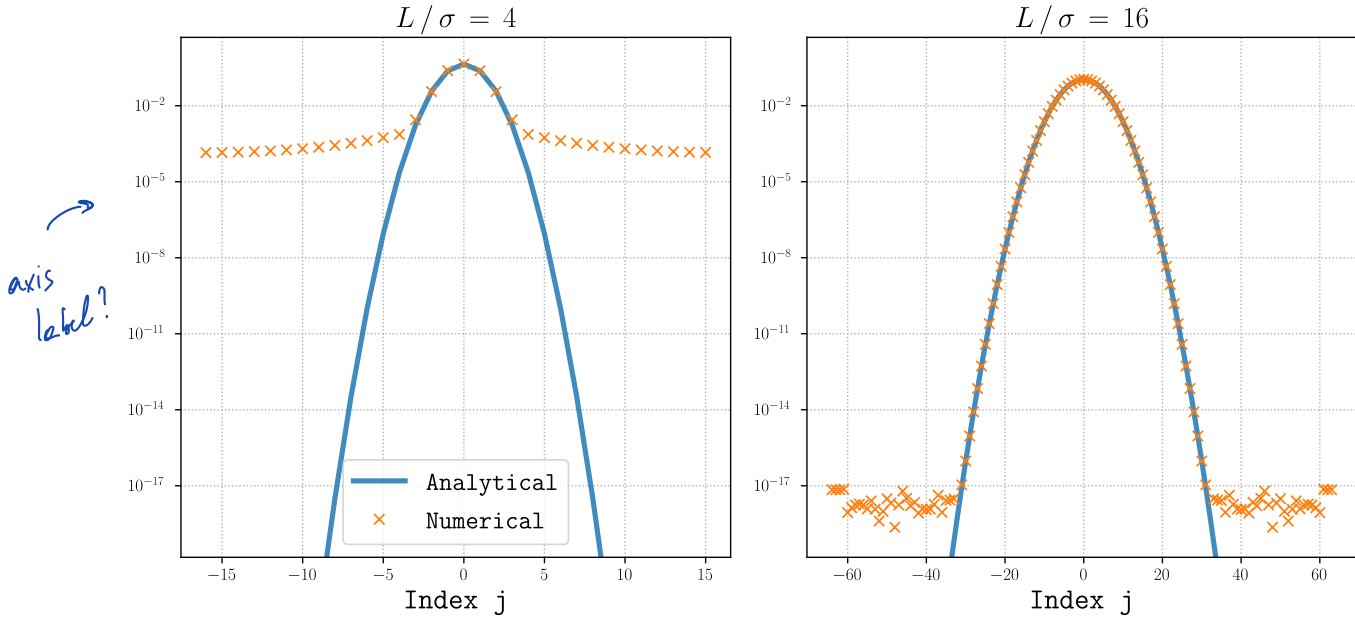 L / σ = 4
10⁻²
10⁻⁵
10⁻⁸
10⁻¹¹
10⁻¹⁴
10⁻¹⁷
−15 −10 −5 0 5 10 15
Index j
Analytical
Numerical
axis
label?
L / σ = 16
10⁻²
10⁻⁵
10⁻⁸
10⁻¹¹
10⁻¹⁴
10⁻¹⁷
−60 −40 −20 0 20 40 60
Index j